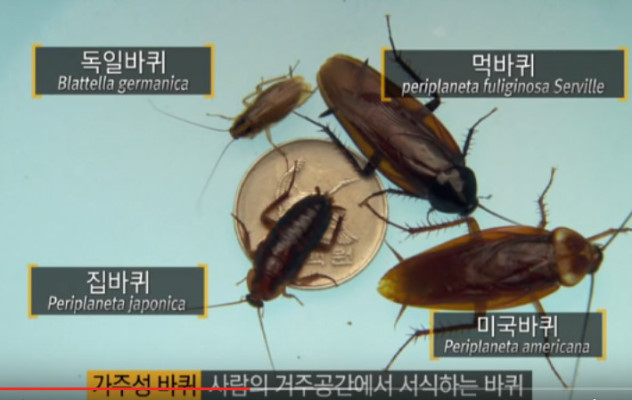 독일바퀴
Blattella germanica
먹바퀴
periplaneta fuliginosa Serville
집바퀴
Periplaneta japonica
미국바퀴
Periplaneta americana
가주성 바퀴 사람의 거주공간에서 서식하는 바퀴